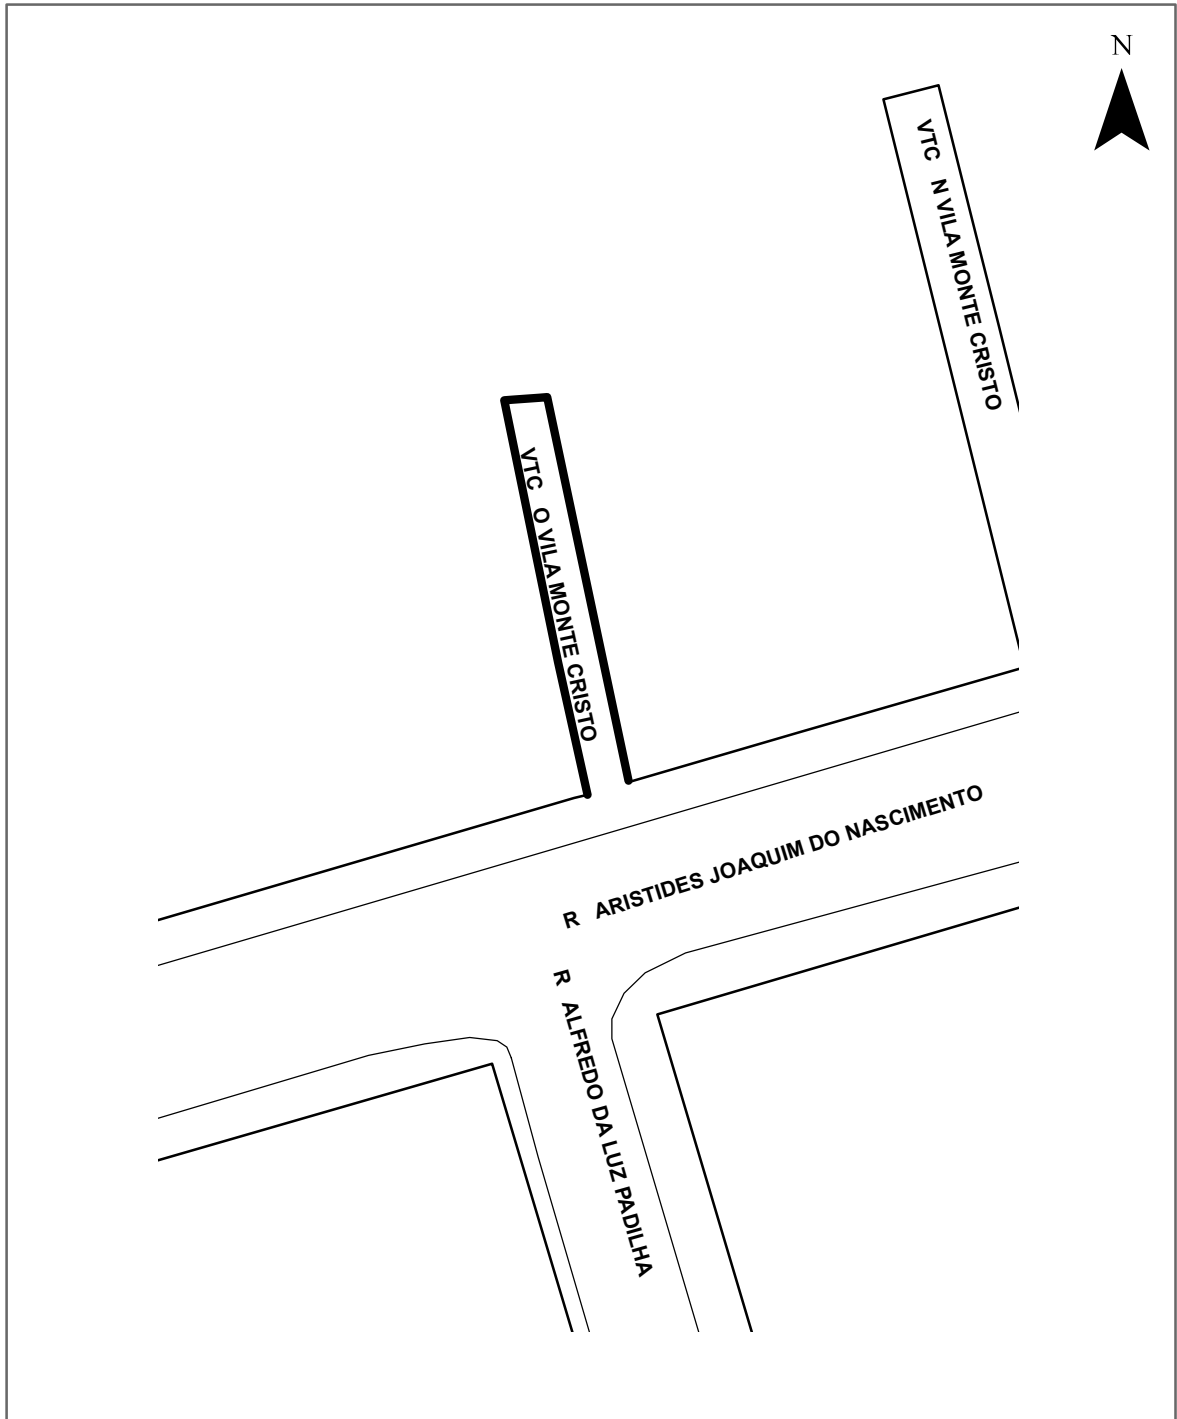 N
VTC N VILA MONTE CRISTO
VTC O VILA MONTE CRISTO
R ARISTIDES JOAQUIM DO NASCIMENTO
R ALFREDO DA LUZ PADILHA